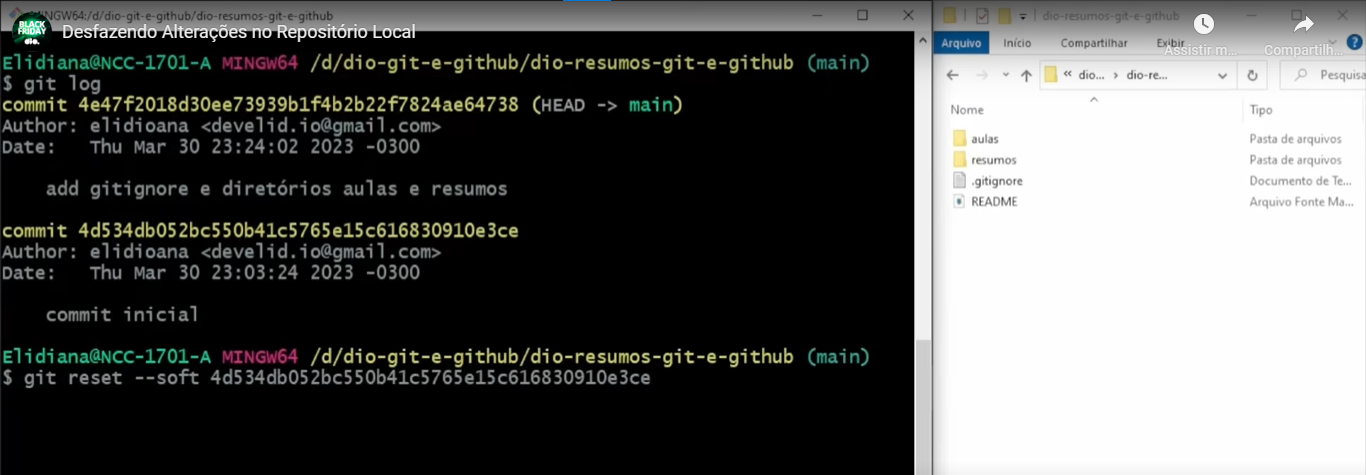 MINGW64:/d/dio-git-e-github/dio-resumos-git-e-github
BLACK FRIDAY dio.
Desfazendo Alterações no Repositório Local
Elidiana@NCC-1701-A MINGW64 /d/dio-git-e-github/dio-resumos-git-e-github (main)
$ git log
commit 4e47f2018d30ee73939b1f4b2b22f7824ae64738 (HEAD -> main)
Author: elidioana <develid.io@gmail.com>
Date:   Thu Mar 30 23:24:02 2023 -0300
add gitignore e diretórios aulas e resumos
commit 4d534db052bc550b41c5765e15c616830910e3ce
Author: elidioana <develid.io@gmail.com>
Date:   Thu Mar 30 23:03:24 2023 -0300
commit inicial
Elidiana@NCC-1701-A MINGW64 /d/dio-git-e-github/dio-resumos-git-e-github (main)
$ git reset --soft 4d534db052bc550b41c5765e15c616830910e3ce
dio-resumos-git-e-github
Arquivo Início Compartilhar Exibir
Assistir m... Compartilh...
« dio... › dio-re... Pesquisa
Nome Tipo
aulas Pasta de arquivos
resumos Pasta de arquivos
.gitignore Documento de Te...
README Arquivo Fonte Ma...